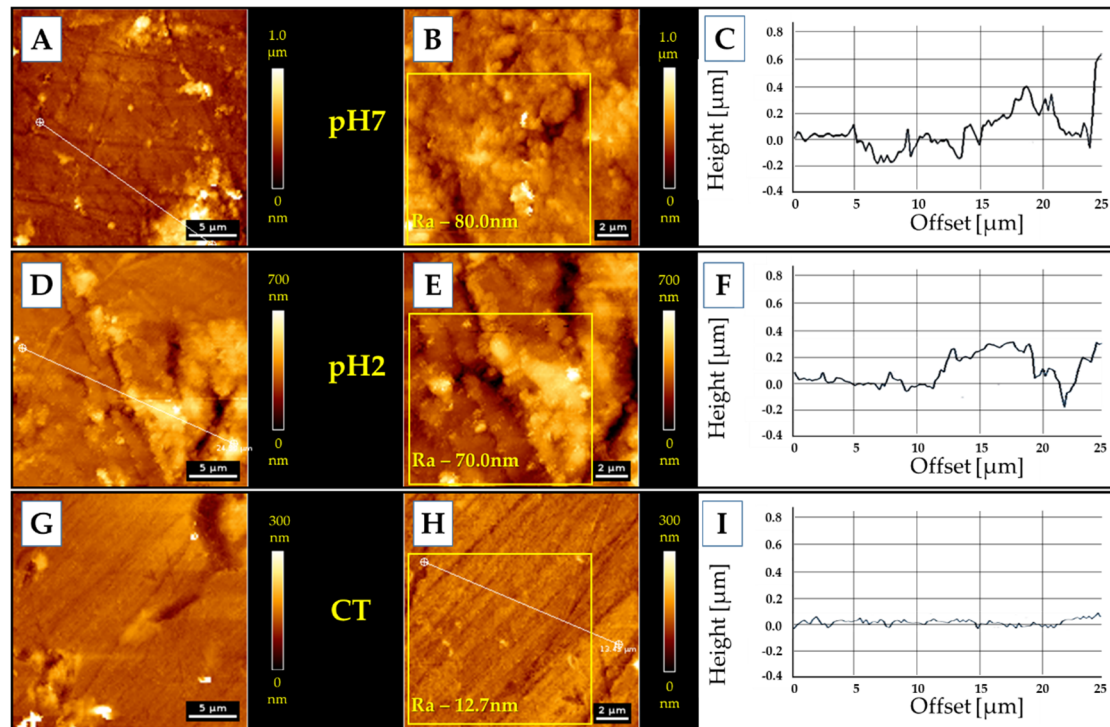 A
1.0
µm
0
nm
5 µm
pH7
B
Ra – 80.0nm
2 µm
1.0
µm
0
nm
C
Height [µm]
0.8
0.6
0.4
0.2
0.0
-0.2
-0.4
0 5 10 15 20 25
Offset [µm]
D
700
nm
0
nm
5 µm
pH2
E
Ra – 70.0nm
2 µm
700
nm
0
nm
F
Height [µm]
0.8
0.6
0.4
0.2
0.0
-0.2
-0.4
0 5 10 15 20 25
Offset [µm]
G
300
nm
0
nm
5 µm
CT
H
Ra – 12.7nm
2 µm
300
nm
0
nm
I
Height [µm]
0.8
0.6
0.4
0.2
0.0
-0.2
-0.4
0 5 10 15 20 25
Offset [µm]